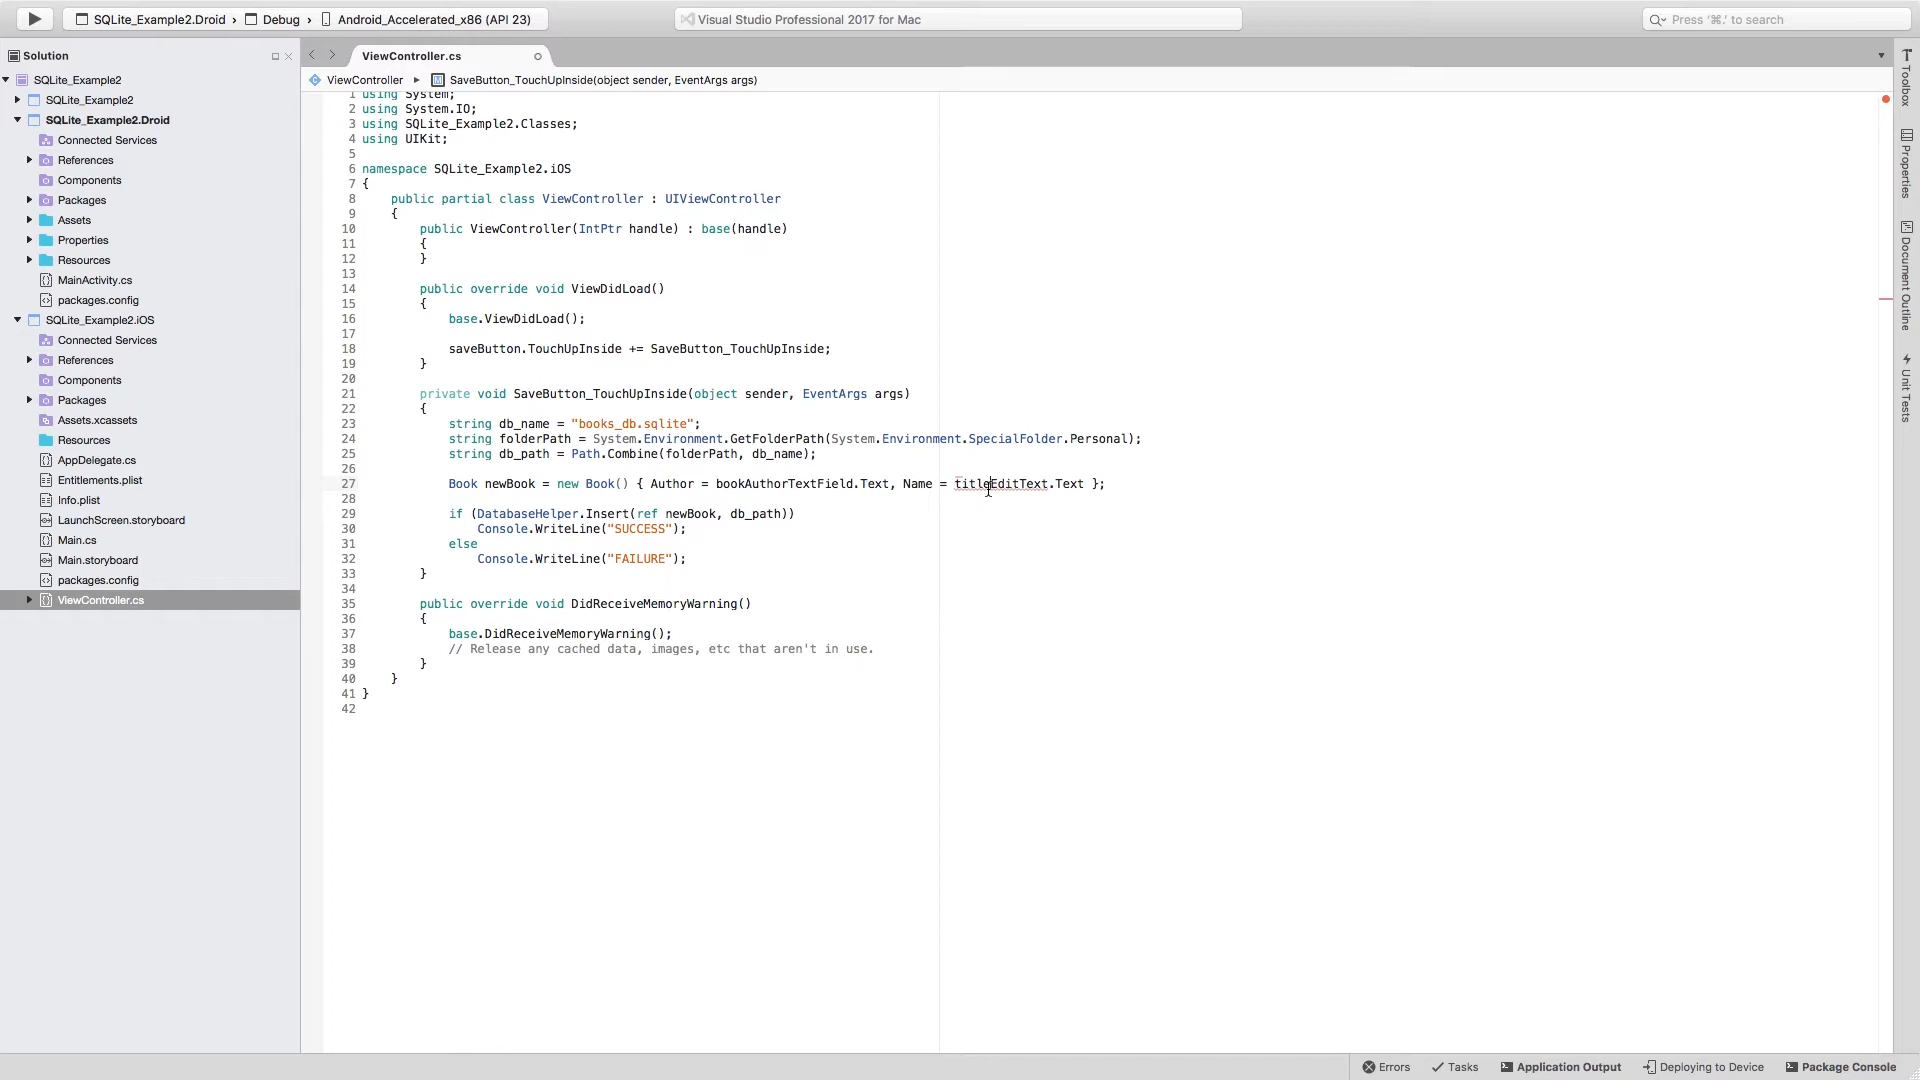 SQLite_Example2.Droid › Debug › Android_Accelerated_x86 (API 23)
Visual Studio Professional 2017 for Mac
Press '⌘.' to search
Solution
SQLite_Example2
SQLite_Example2
SQLite_Example2.Droid
Connected Services
References
Components
Packages
Assets
Properties
Resources
MainActivity.cs
packages.config
SQLite_Example2.iOS
Connected Services
References
Components
Packages
Assets.xcassets
Resources
AppDelegate.cs
Entitlements.plist
Info.plist
LaunchScreen.storyboard
Main.cs
Main.storyboard
packages.config
ViewController.cs
ViewController.cs
ViewController ▸ SaveButton_TouchUpInside(object sender, EventArgs args)
1 using System;
2 using System.IO;
3 using SQLite_Example2.Classes;
4 using UIKit;
5
6 namespace SQLite_Example2.iOS
7 {
8 public partial class ViewController : UIViewController
9 {
10 public ViewController(IntPtr handle) : base(handle)
11 {
12 }
13
14 public override void ViewDidLoad()
15 {
16 base.ViewDidLoad();
17
18 saveButton.TouchUpInside += SaveButton_TouchUpInside;
19 }
20
21 private void SaveButton_TouchUpInside(object sender, EventArgs args)
22 {
23 string db_name = "books_db.sqlite";
24 string folderPath = System.Environment.GetFolderPath(System.Environment.SpecialFolder.Personal);
25 string db_path = Path.Combine(folderPath, db_name);
26
27 Book newBook = new Book() { Author = bookAuthorTextField.Text, Name = titleEditText.Text };
28
29 if (DatabaseHelper.Insert(ref newBook, db_path))
30 Console.WriteLine("SUCCESS");
31 else
32 Console.WriteLine("FAILURE");
33 }
34
35 public override void DidReceiveMemoryWarning()
36 {
37 base.DidReceiveMemoryWarning();
38 // Release any cached data, images, etc that aren't in use.
39 }
40 }
41 }
42
Toolbox
Properties
Document Outline
Unit Tests
Errors
Tasks
Application Output
Deploying to Device
Package Console